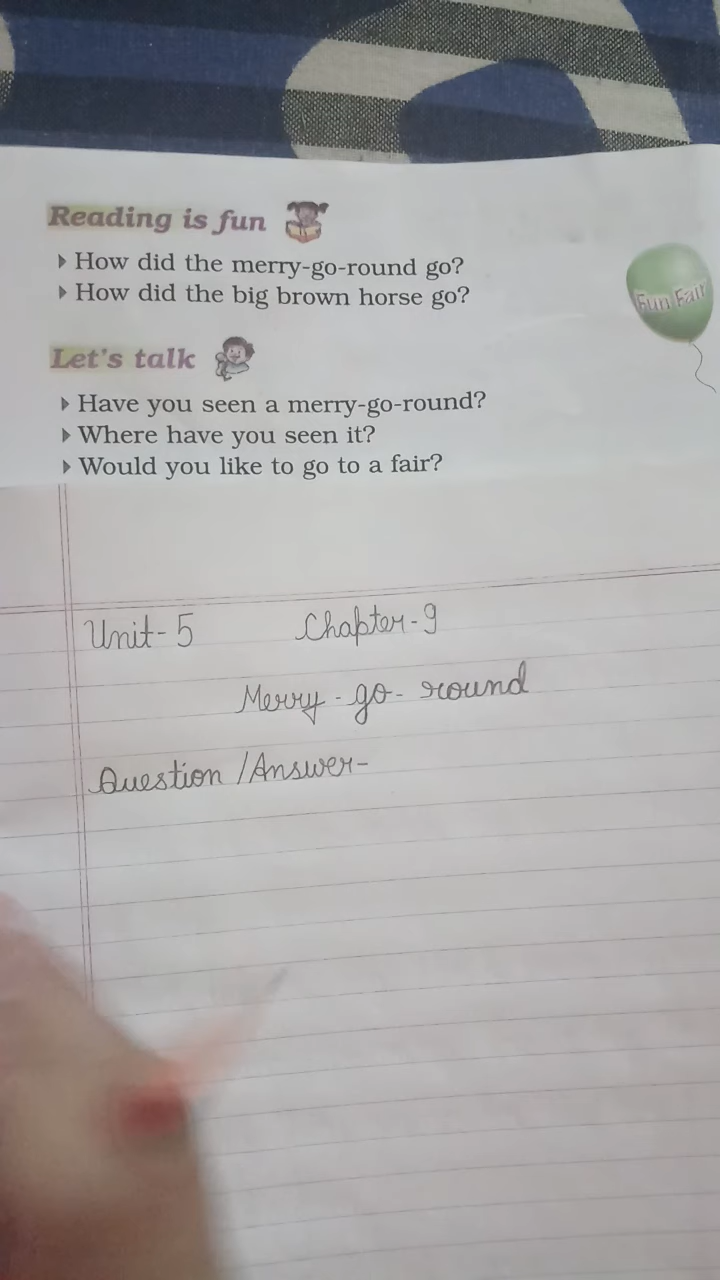 Reading is fun
▸ How did the merry-go-round go?
▸ How did the big brown horse go?
Fun Fair
Let's talk
▸ Have you seen a merry-go-round?
▸ Where have you seen it?
▸ Would you like to go to a fair?
Unit-5 Chapter-9
Merry-go-round
Question/Answer-